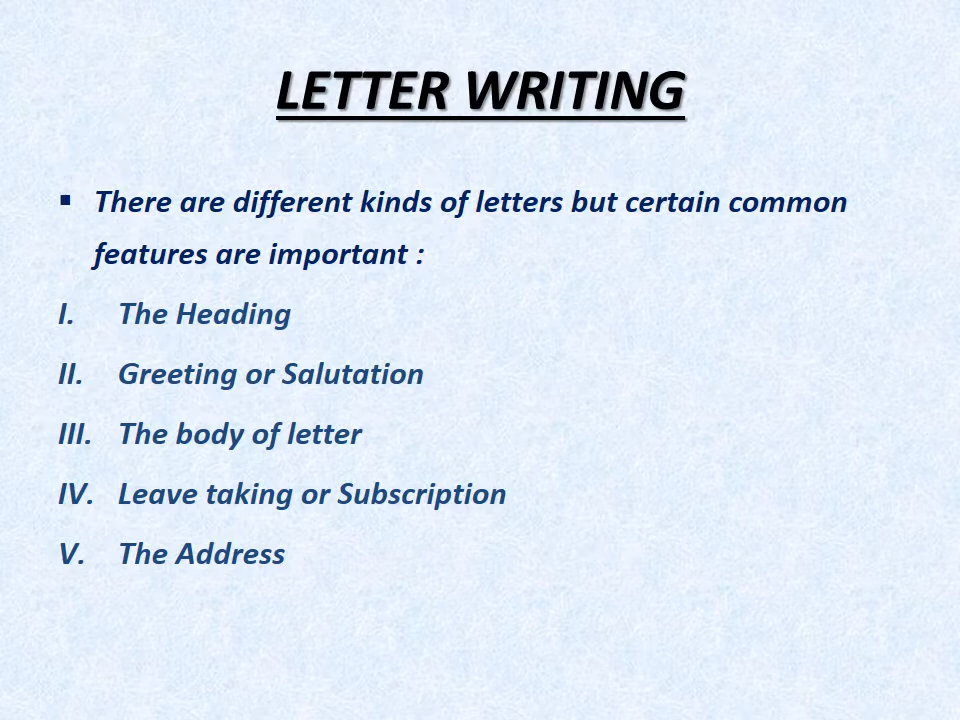 LETTER WRITING
▪ There are different kinds of letters but certain common
features are important :
I. The Heading
II. Greeting or Salutation
III. The body of letter
IV. Leave taking or Subscription
V. The Address